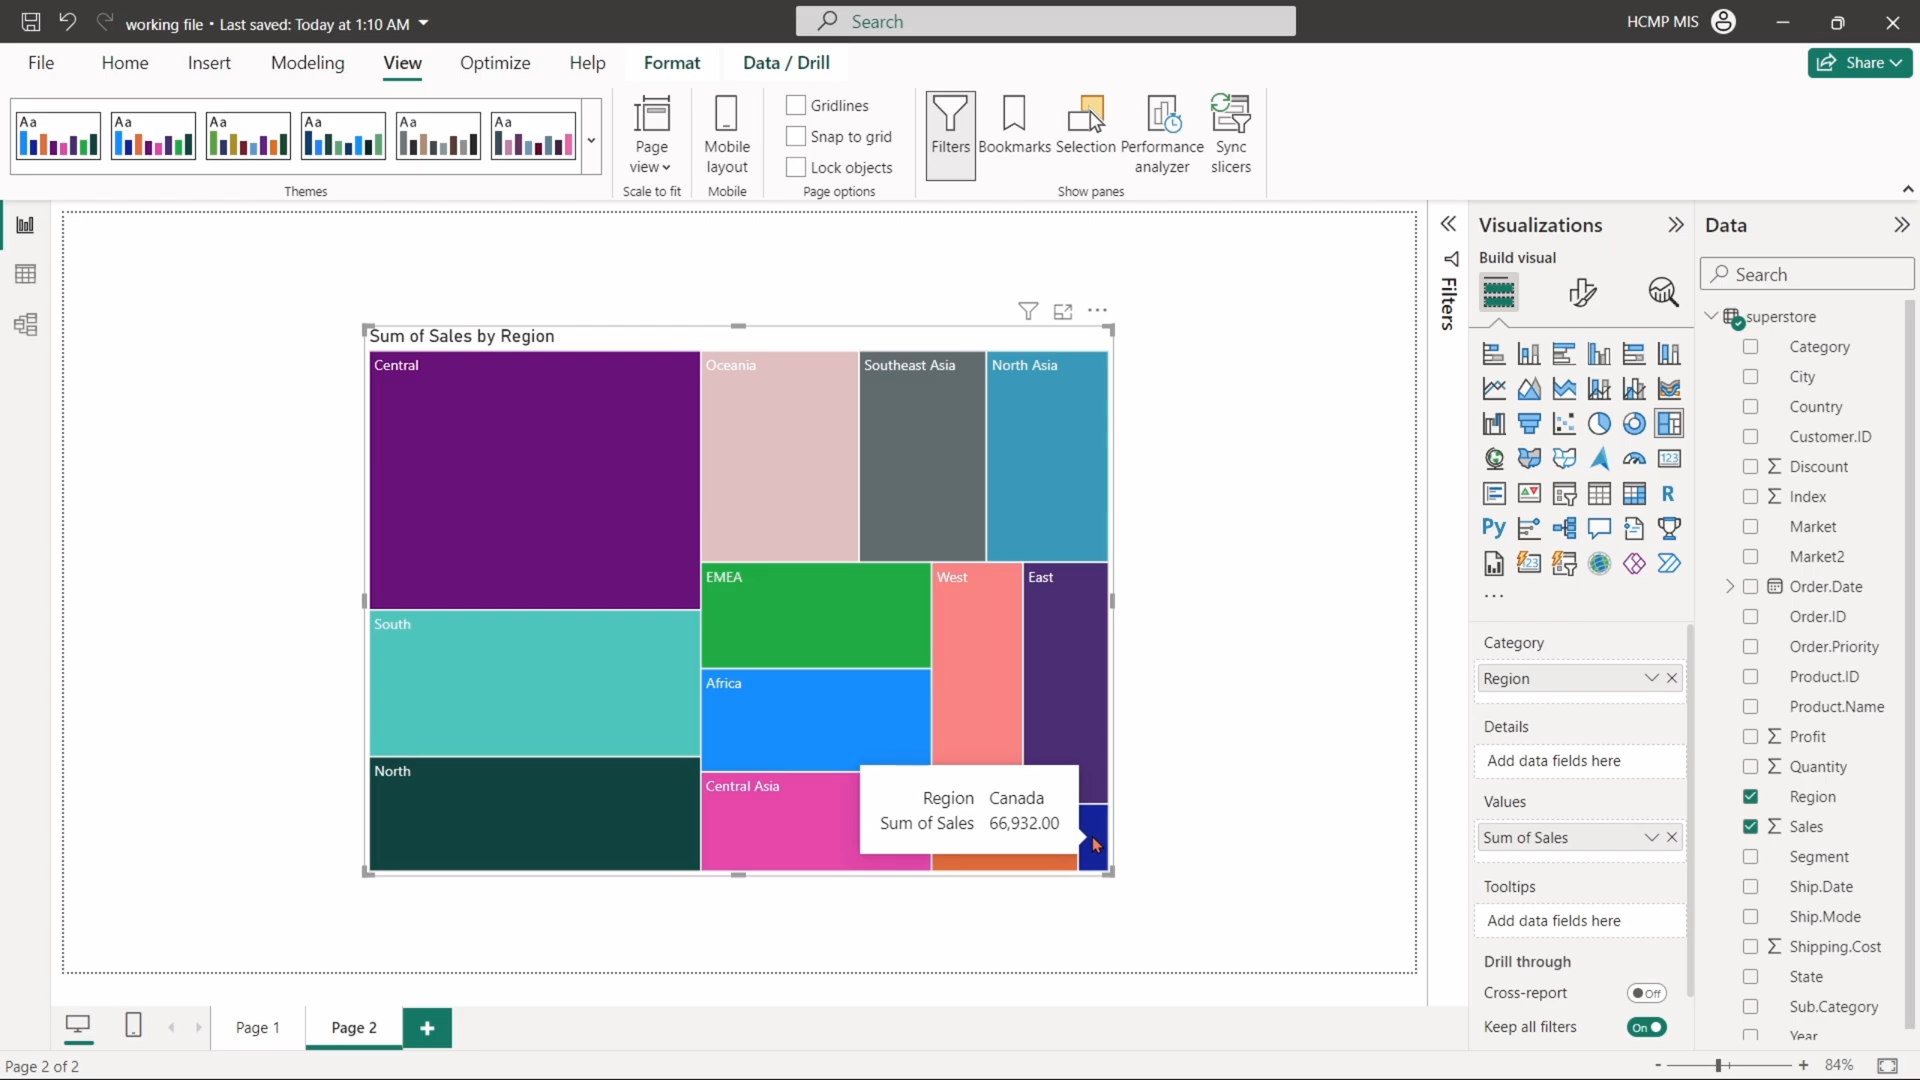 working file • Last saved: Today at 1:10 AM
Search
HCMP MIS
File
Home
Insert
Modeling
View
Optimize
Help
Format
Data / Drill
Share
Aa
Aa
Aa
Aa
Aa
Aa
Themes
Page
view
Scale to fit
Mobile
layout
Mobile
Gridlines
Snap to grid
Lock objects
Page options
Filters
Bookmarks
Selection
Performance
analyzer
Sync
slicers
Show panes
Sum of Sales by Region
Central
Oceania
Southeast Asia
North Asia
South
EMEA
West
East
North
Africa
Central Asia
Region Canada
Sum of Sales 66,932.00
Filters
Visualizations
Build visual
123
R
Py
123
Category
Region
Details
Add data fields here
Values
Sum of Sales
Tooltips
Add data fields here
Drill through
Cross-report
Off
Keep all filters
On
Data
Search
superstore
Category
City
Country
Customer.ID
∑ Discount
∑ Index
Market
Market2
Order.Date
Order.ID
Order.Priority
Product.ID
Product.Name
∑ Profit
∑ Quantity
Region
∑ Sales
Segment
Ship.Date
Ship.Mode
∑ Shipping.Cost
State
Sub.Category
Year
Page 1
Page 2
Page 2 of 2
- + 84%